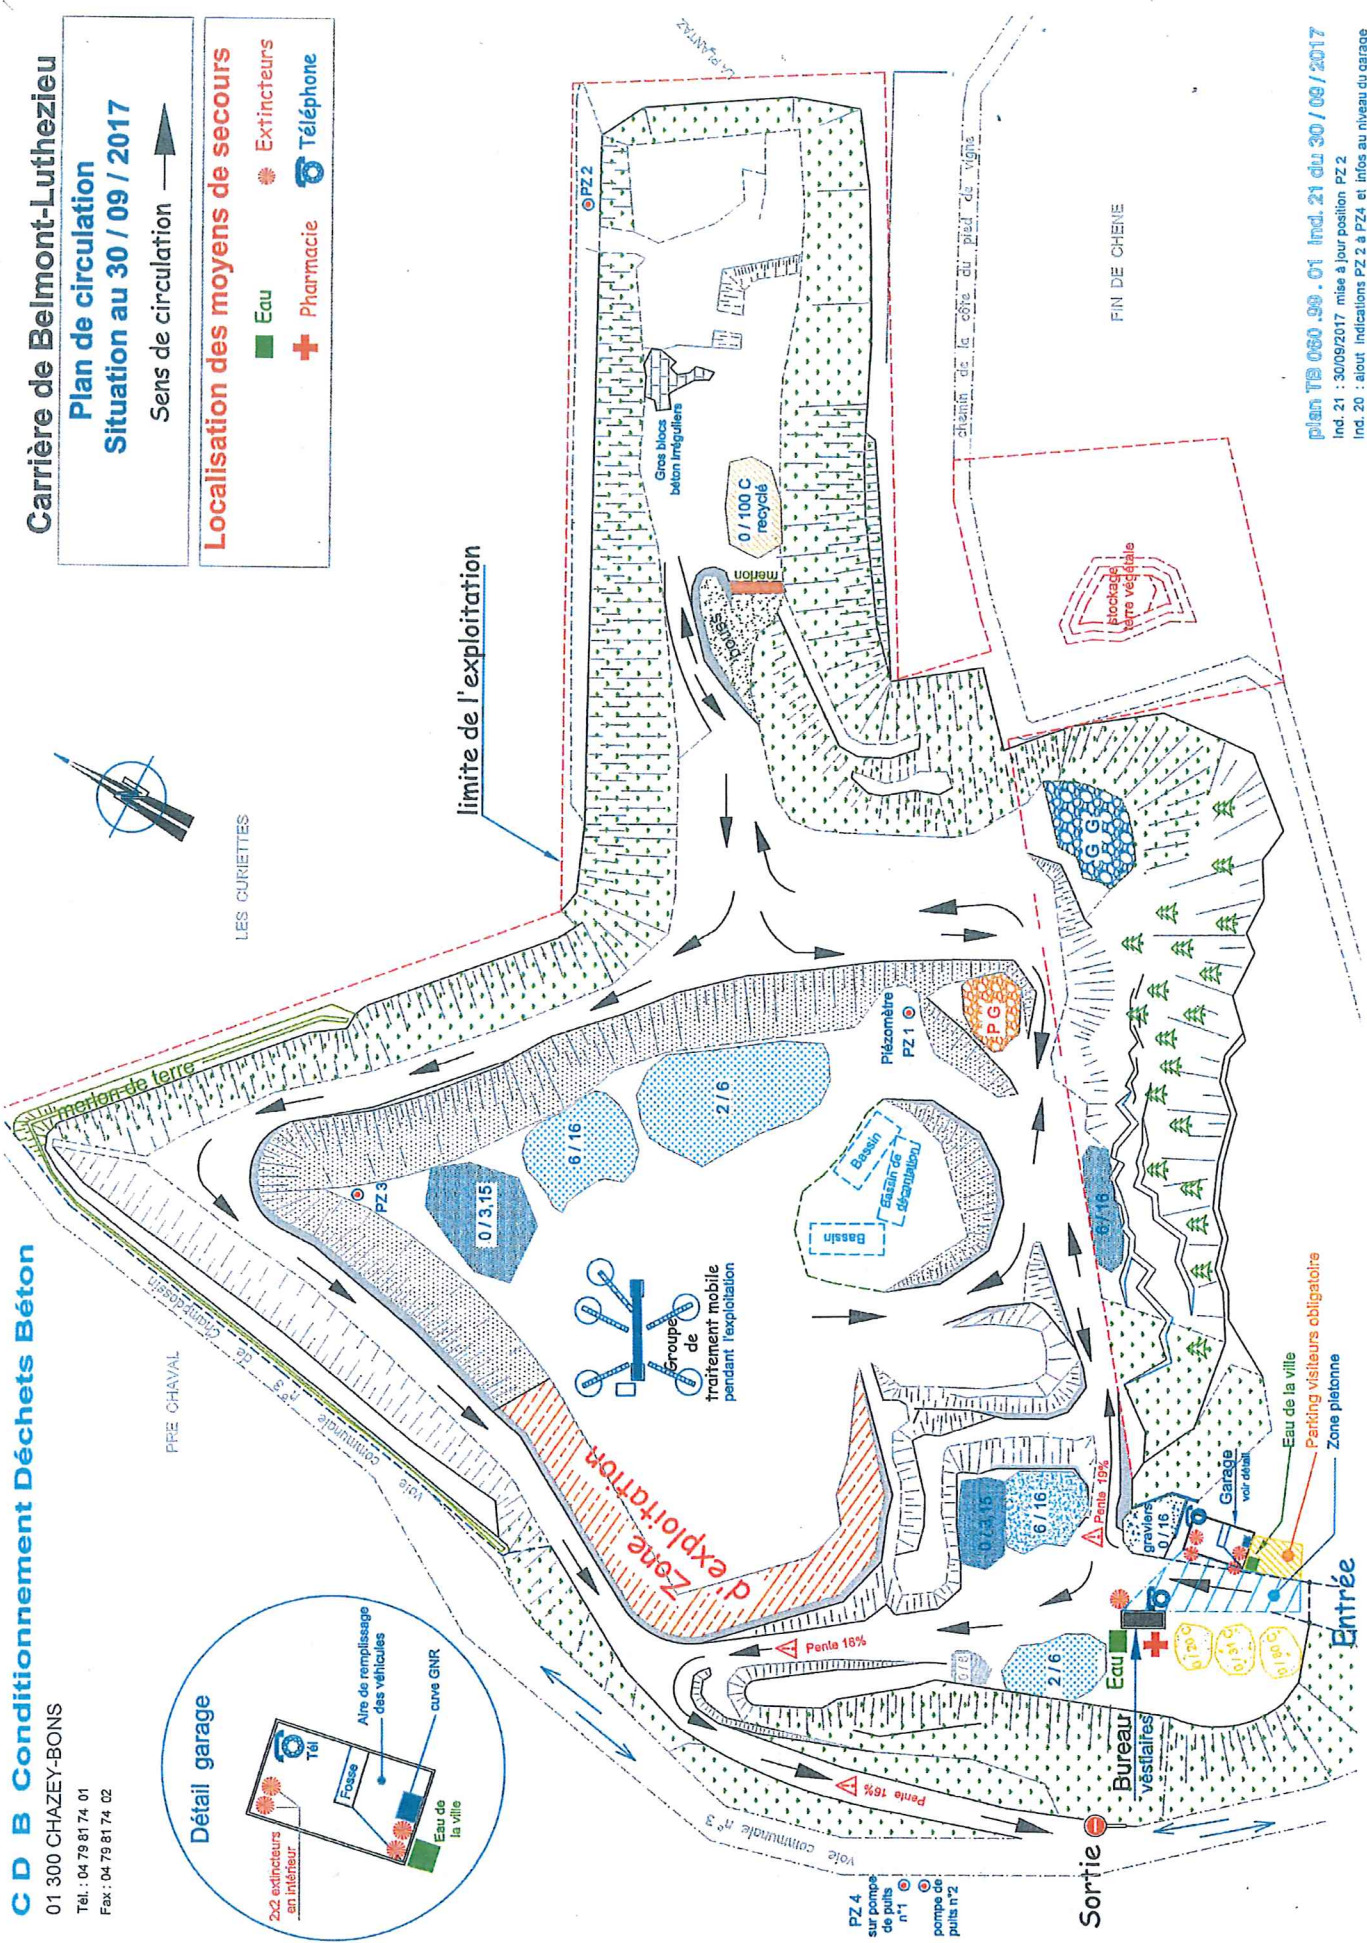 C D B Conditionnement Déchets Béton
01 300 CHAZEY-BONS
Tél. : 04 79 81 74 01
Fax : 04 79 81 74 02
Carrière de Belmont-Luthezieu
Plan de circulation
Situation au 30 / 09 / 2017
Sens de circulation
Localisation des moyens de secours
Eau
Extincteurs
Pharmacie
Téléphone
Détail garage
2x2 extincteurs
en intérieur
Tél
Fosse
Aire de remplissage
des véhicules
cuve GNR
Eau de
la ville
PRE CHAVAL
LES CURIETTES
LA PLANTAZ
N
voie communale n°3 de Champdossin
merlon de terre
limite de l'exploitation
PZ 2
PZ 3
0 / 3,15
6 / 16
2 / 6
Groupe
de
traitement mobile
pendant l'exploitation
Zone
d'exploitation
Bassin
Bassin
Bassin de
décantation
Piézomètre
PZ 1
P G
G G
Gros blocs
béton irréguliers
0 / 100 C
recyclé
merlon
boues
chemin de la côte du pied de vigne
FIN DE CHENE
stockage
terre végétale
6 / 16
0 / 3,15
6 / 16
Pente 19%
Pente 18%
Pente 16%
graviers
0 / 16
Garage
voir détail
Eau de la ville
Parking visiteurs obligatoire
Zone piétonne
Entrée
0 / 8
2 / 6
Eau
0 / 20 C
0 / 31 C
0 / 80 C
Bureau
vestiaires
voie communale n°3
PZ 4
sur pompe
de puits
n°1
pompe de
puits n°2
Sortie
plan TB 060.99.01 Ind. 21 du 30 / 09 / 2017
Ind. 21 : 30/09/2017 mise à jour position PZ 2
Ind. 20 : ajout indications PZ 2 à PZ4 et infos au niveau du garage